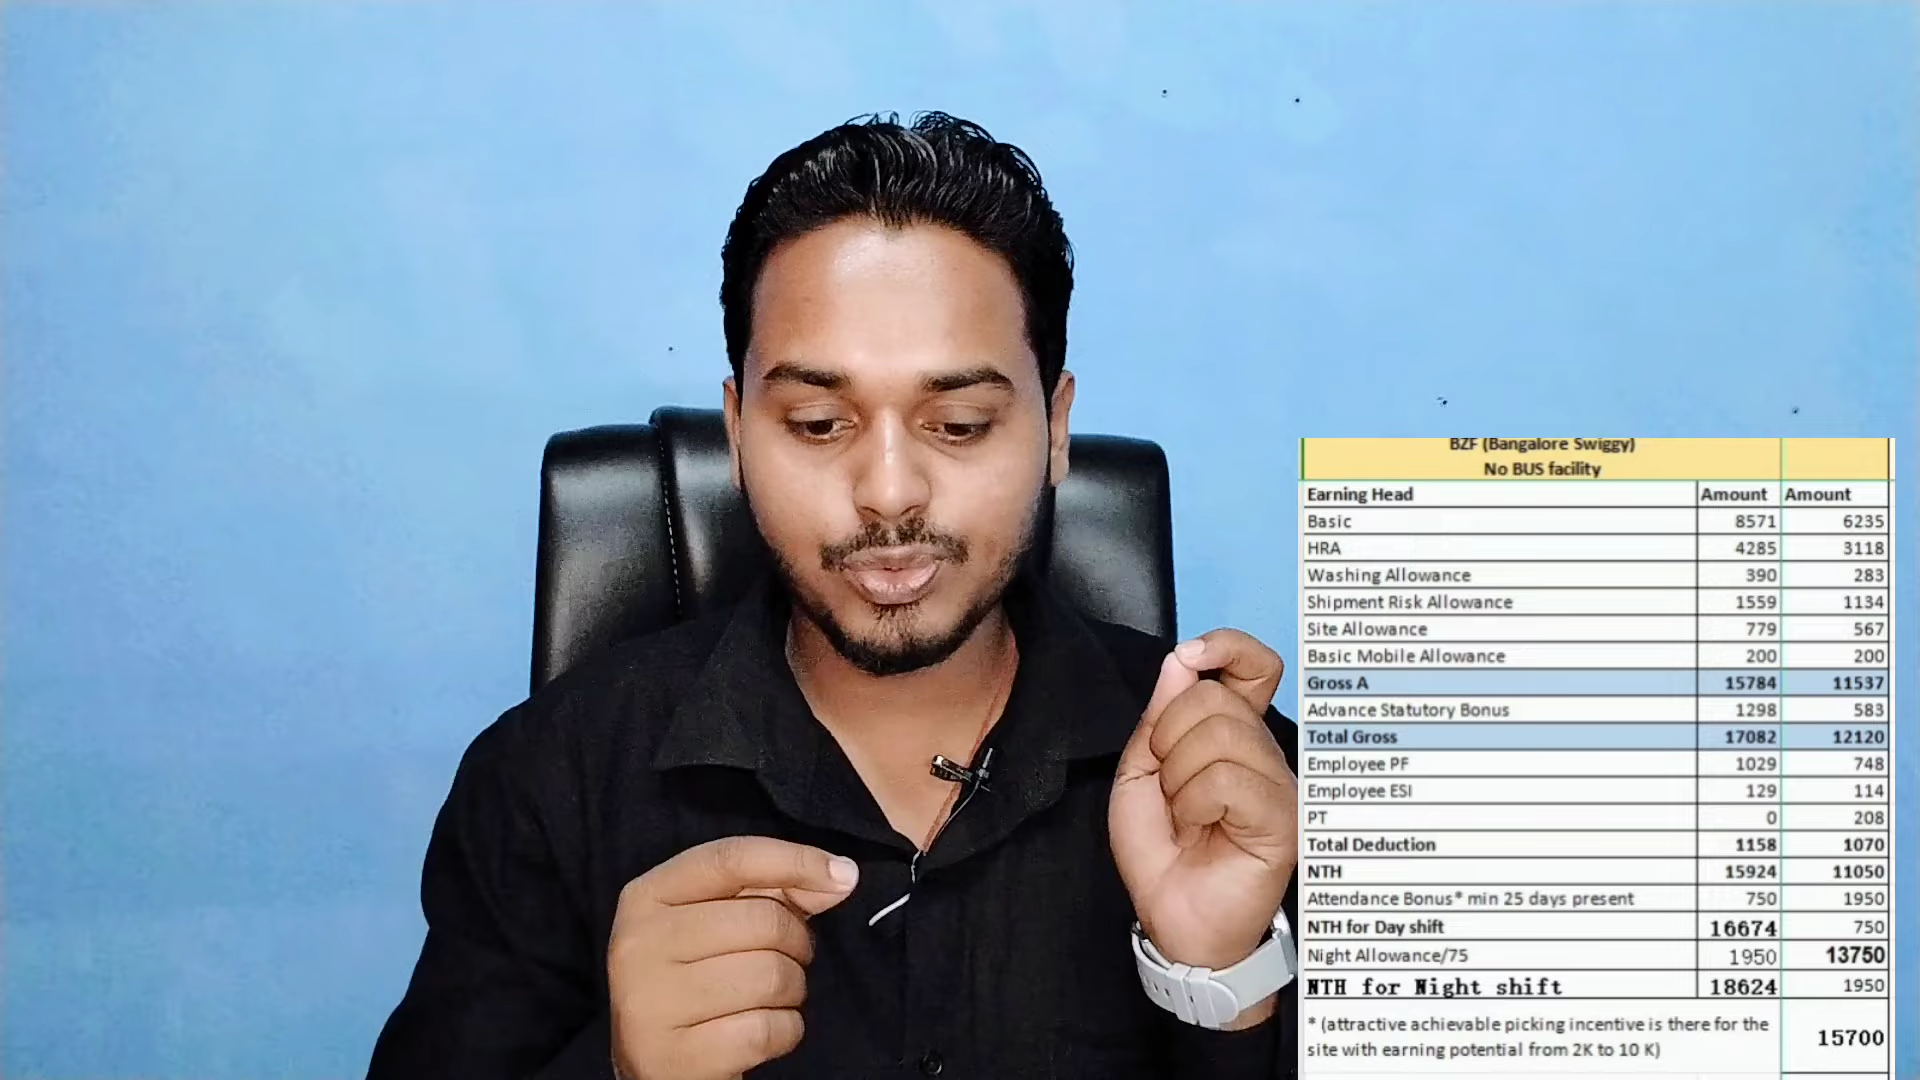 BZF (Bangalore Swiggy)
No BUS facility
Earning Head Amount Amount
Basic 8571 6235
HRA 4285 3118
Washing Allowance 390 283
Shipment Risk Allowance 1559 1134
Site Allowance 779 567
Basic Mobile Allowance 200 200
Gross A 15784 11537
Advance Statutory Bonus 1298 583
Total Gross 17082 12120
Employee PF 1029 748
Employee ESI 129 114
PT 0 208
Total Deduction 1158 1070
NTH 15924 11050
Attendance Bonus* min 25 days present 750 1950
NTH for Day shift 16674 750
Night Allowance/75 1950 13750
NTH for Night shift 18624 1950
* (attractive achievable picking incentive is there for the
site with earning potential from 2K to 10 K) 15700